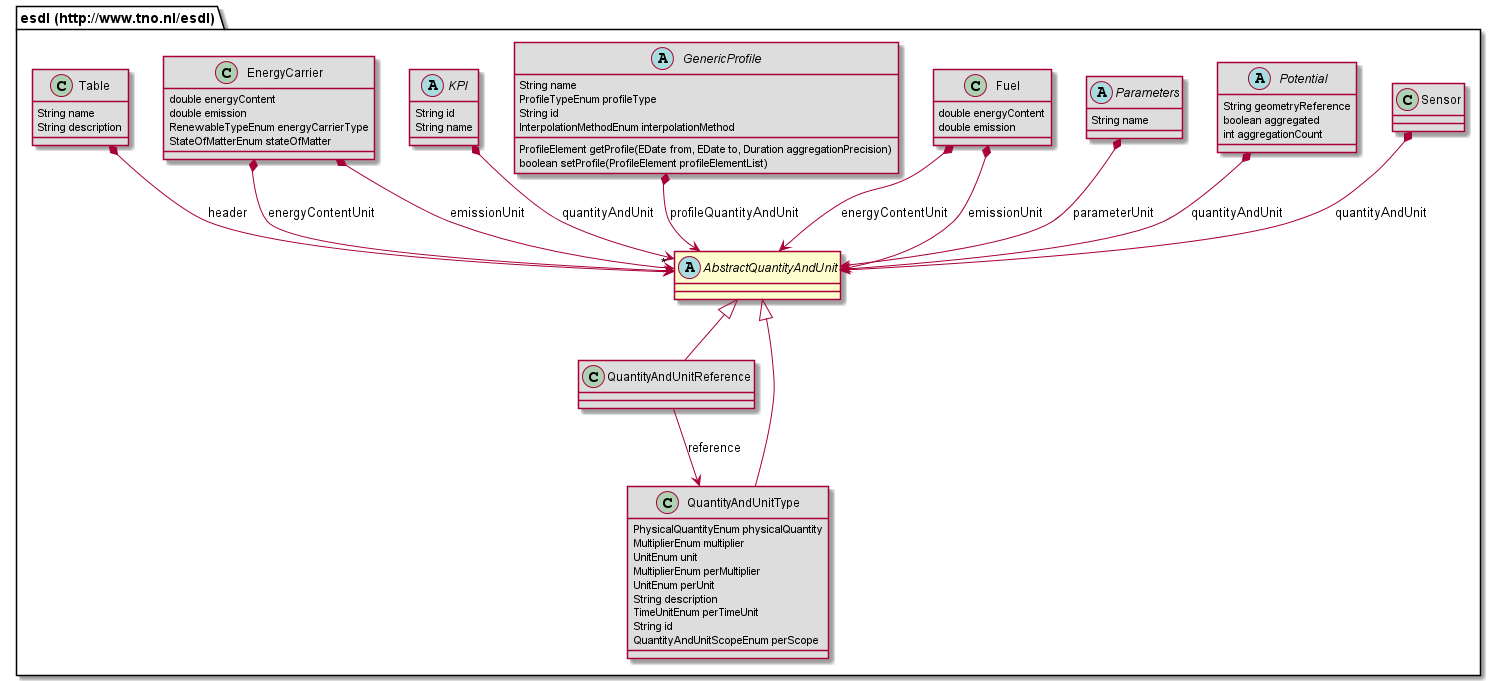 esdl (http://www.tno.nl/esdl)
C Table
String name
String description
C EnergyCarrier
double energyContent
double emission
RenewableTypeEnum energyCarrierType
StateOfMatterEnum stateOfMatter
A KPI
String id
String name
A GenericProfile
String name
ProfileTypeEnum profileType
String id
InterpolationMethodEnum interpolationMethod
ProfileElement getProfile(EDate from, EDate to, Duration aggregationPrecision)
boolean setProfile(ProfileElement profileElementList)
C Fuel
double energyContent
double emission
A Parameters
String name
A Potential
String geometryReference
boolean aggregated
int aggregationCount
C Sensor
header
energyContentUnit
emissionUnit
quantityAndUnit
profileQuantityAndUnit
energyContentUnit
emissionUnit
parameterUnit
quantityAndUnit
quantityAndUnit
*
A AbstractQuantityAndUnit
C QuantityAndUnitReference
reference
C QuantityAndUnitType
PhysicalQuantityEnum physicalQuantity
MultiplierEnum multiplier
UnitEnum unit
MultiplierEnum perMultiplier
UnitEnum perUnit
String description
TimeUnitEnum perTimeUnit
String id
QuantityAndUnitScopeEnum perScope